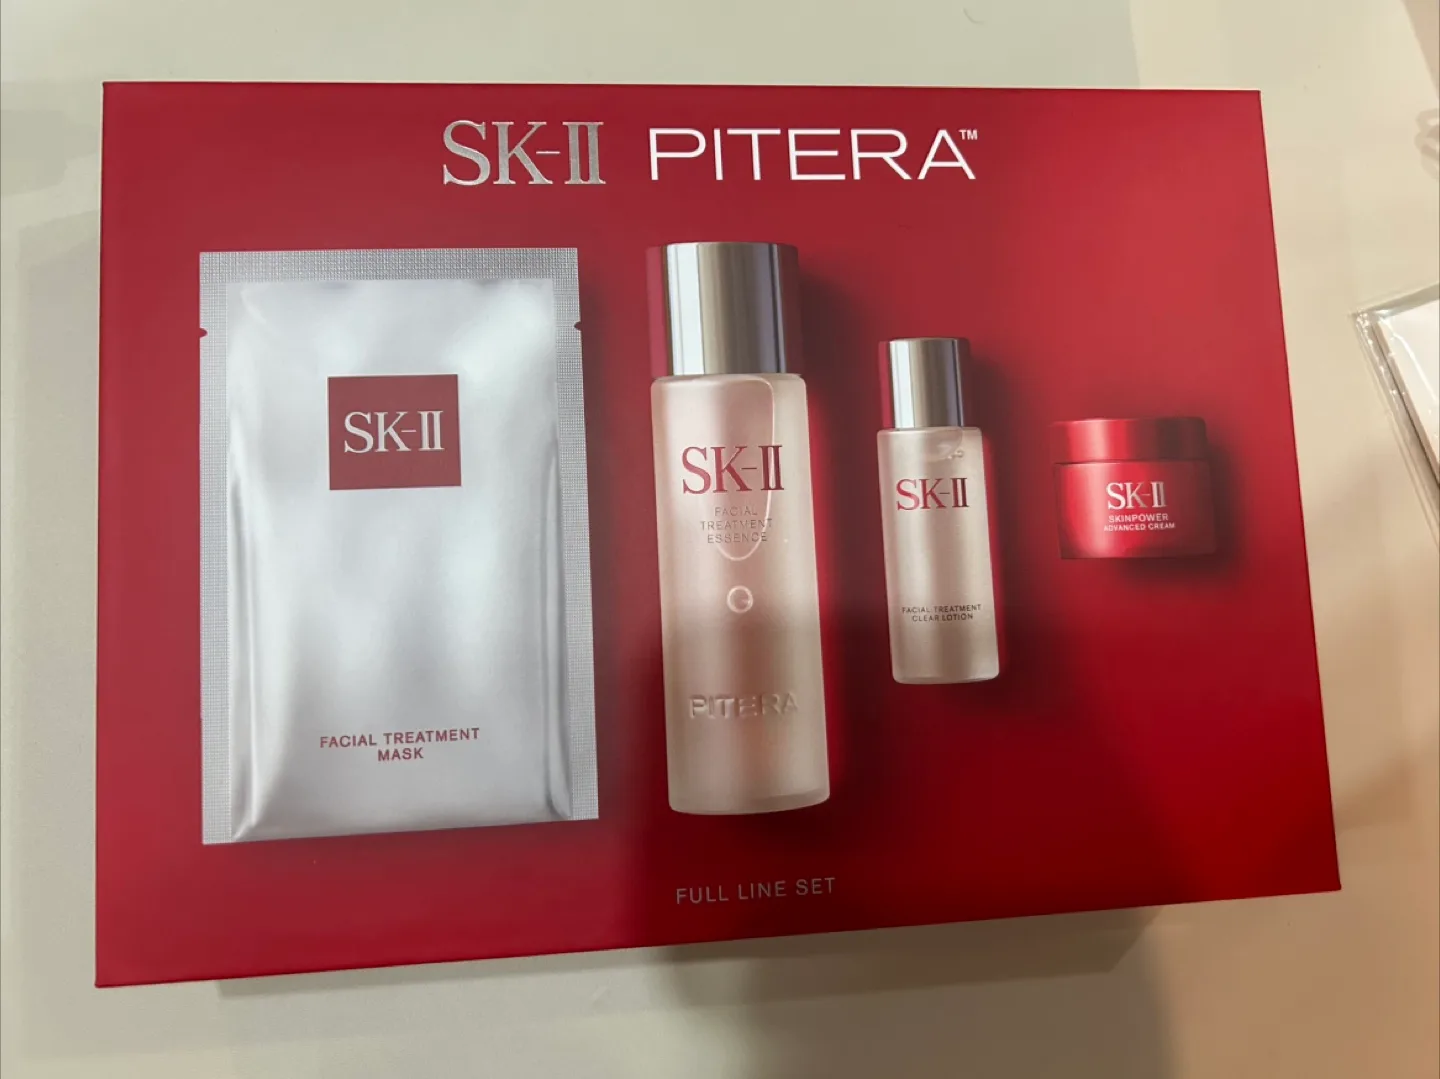 SK-II PITERA™
SK-II
FACIAL TREATMENT
MASK
SK-II
FACIAL
TREATMENT
ESSENCE
PITERA
SK-II
FACIAL TREATMENT
CLEAR LOTION
SK-II
SKINPOWER
ADVANCED CREAM
FULL LINE SET